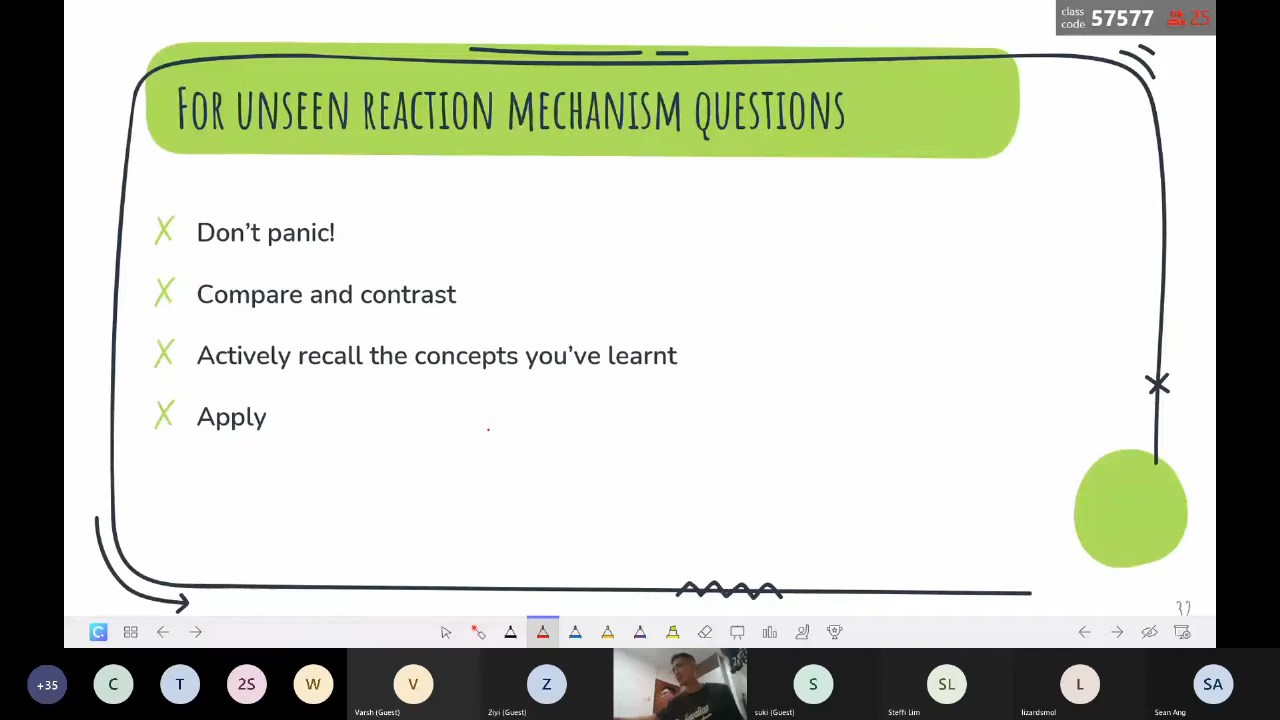 class code 57577 25
For unseen reaction mechanism questions
Don't panic!
Compare and contrast
Actively recall the concepts you've learnt
Apply
C
+35 C T 2S W V Z S SL L SA
Varsh (Guest) Ziyi (Guest) suki (Guest) Steffi Lim lizardsmol Sean Ang